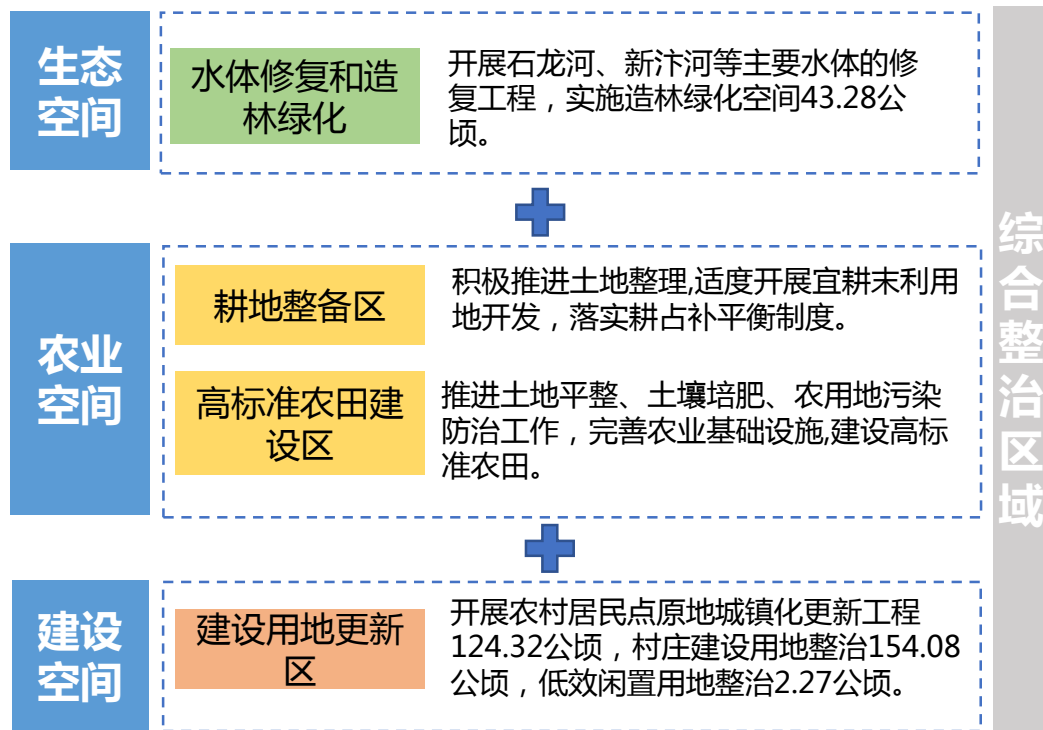 生态
空间
水体修复和造
林绿化
开展石龙河、新汴河等主要水体的修
复工程，实施造林绿化空间43.28公
顷。
农业
空间
耕地整备区
积极推进土地整理,适度开展宜耕末利用
地开发，落实耕占补平衡制度。
高标准农田建
设区
推进土地平整、土壤培肥、农用地污染
防治工作，完善农业基础设施,建设高标
准农田。
建设
空间
建设用地更新
区
开展农村居民点原地城镇化更新工程
124.32公顷，村庄建设用地整治154.08
公顷，低效闲置用地整治2.27公顷。
综
合
整
治
区
域